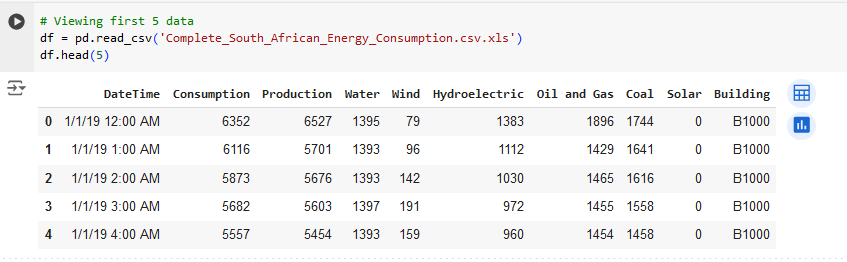 # Viewing first 5 data
df = pd.read_csv('Complete_South_African_Energy_Consumption.csv.xls')
df.head(5)
DateTime Consumption Production Water Wind Hydroelectric Oil and Gas Coal Solar Building
0 1/1/19 12:00 AM 6352 6527 1395 79 1383 1896 1744 0 B1000
1 1/1/19 1:00 AM 6116 5701 1393 96 1112 1429 1641 0 B1000
2 1/1/19 2:00 AM 5873 5676 1393 142 1030 1465 1616 0 B1000
3 1/1/19 3:00 AM 5682 5603 1397 191 972 1455 1558 0 B1000
4 1/1/19 4:00 AM 5557 5454 1393 159 960 1454 1458 0 B1000